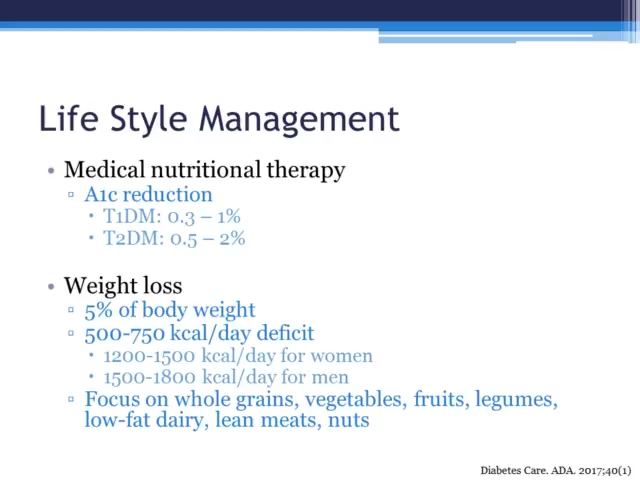 Life Style Management
• Medical nutritional therapy
▫ A1c reduction
▪ T1DM: 0.3 – 1%
▪ T2DM: 0.5 – 2%
• Weight loss
▫ 5% of body weight
▫ 500-750 kcal/day deficit
▪ 1200-1500 kcal/day for women
▪ 1500-1800 kcal/day for men
▫ Focus on whole grains, vegetables, fruits, legumes,
low-fat dairy, lean meats, nuts
Diabetes Care. ADA. 2017;40(1)